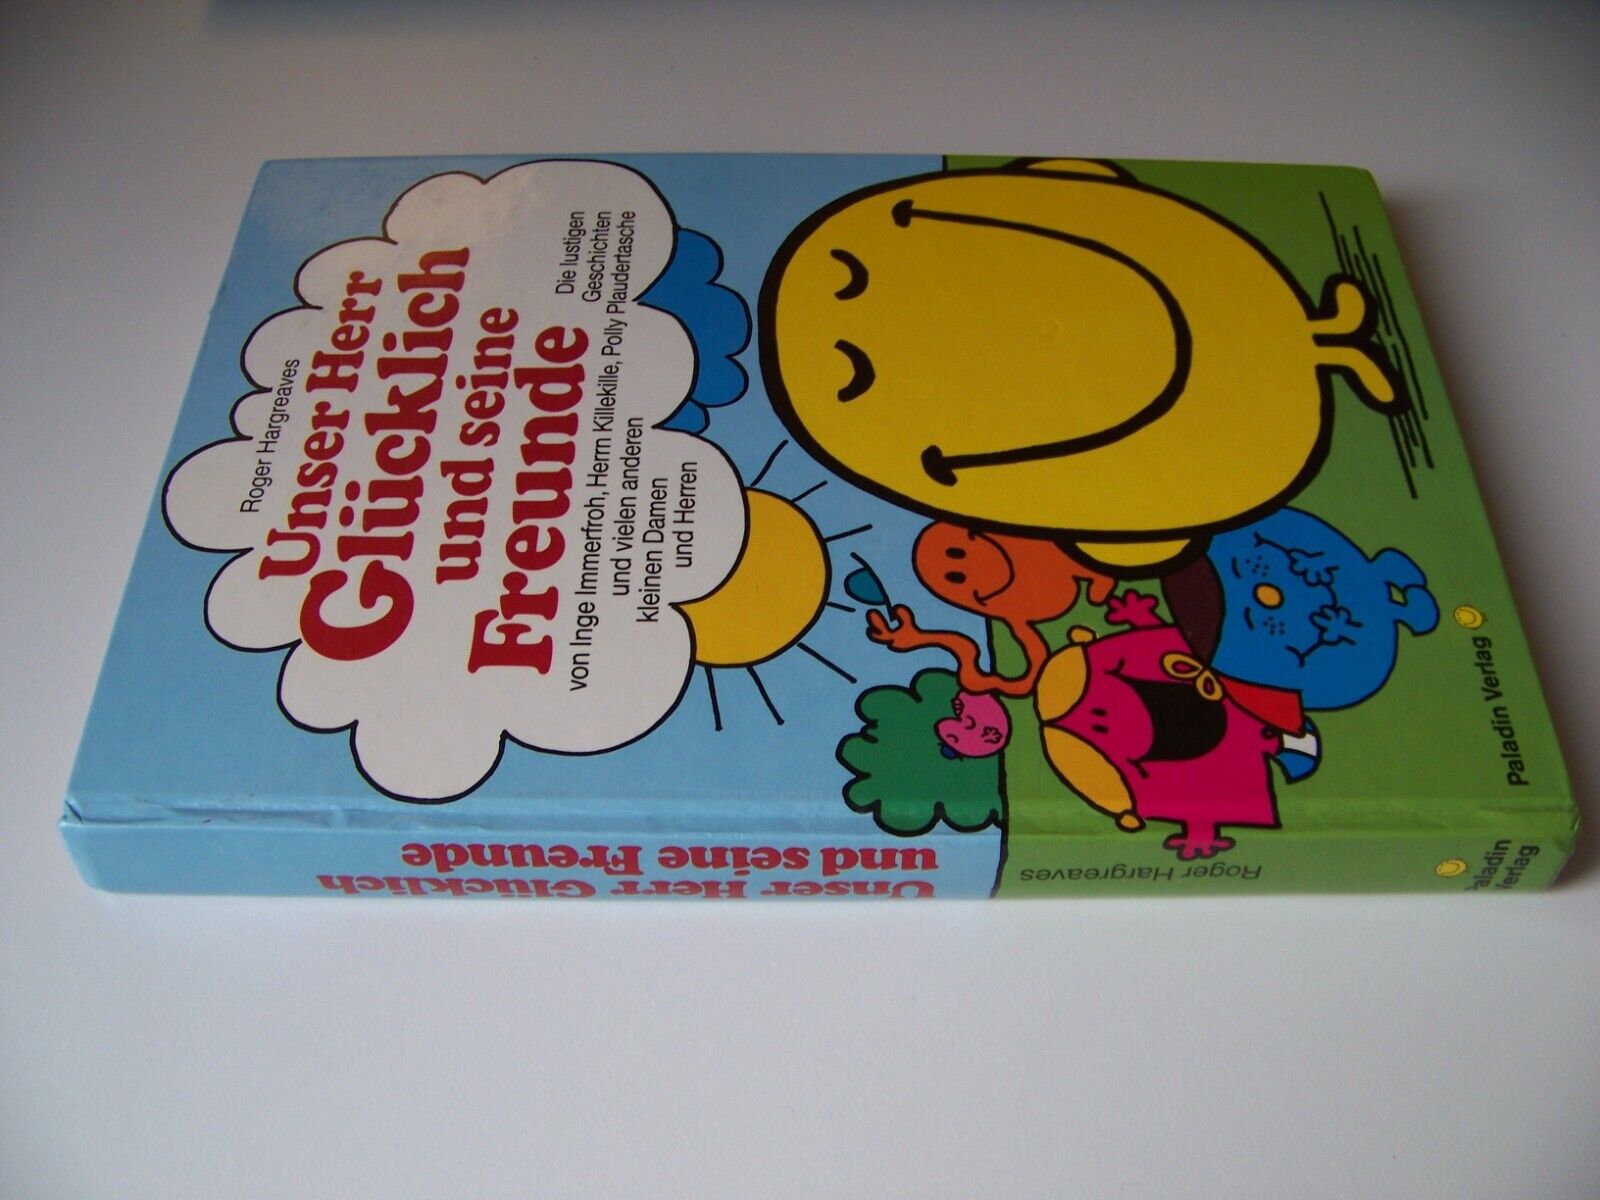 Roger Hargreaves
Unser Herr
Glücklich
und seine
Freunde
Die lustigen
Geschichten
von Inge Immerfroh, Herrn Killekille, Polly Plaudertasche
und vielen anderen
kleinen Damen
und Herren
Paladin Verlag
Unser Herr Glücklich
und seine Freunde
Roger Hargreaves
Paladin
Verlag